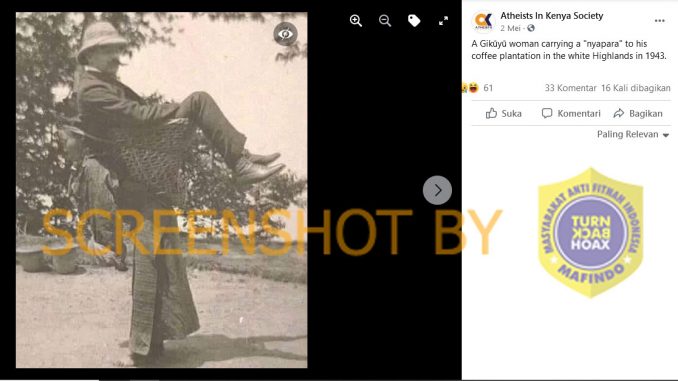 Atheists In Kenya Society
2 Mei
A Gikūyū woman carrying a "nyapara" to his
coffee plantation in the white Highlands in 1943.
61
33 Komentar 16 Kali dibagikan
Suka Komentari Bagikan
Paling Relevan
SCREENSHOT BY
MASYARAKAT ANTI FITNAH INDONESIA
TURN
BACK
HOAX
MAFINDO